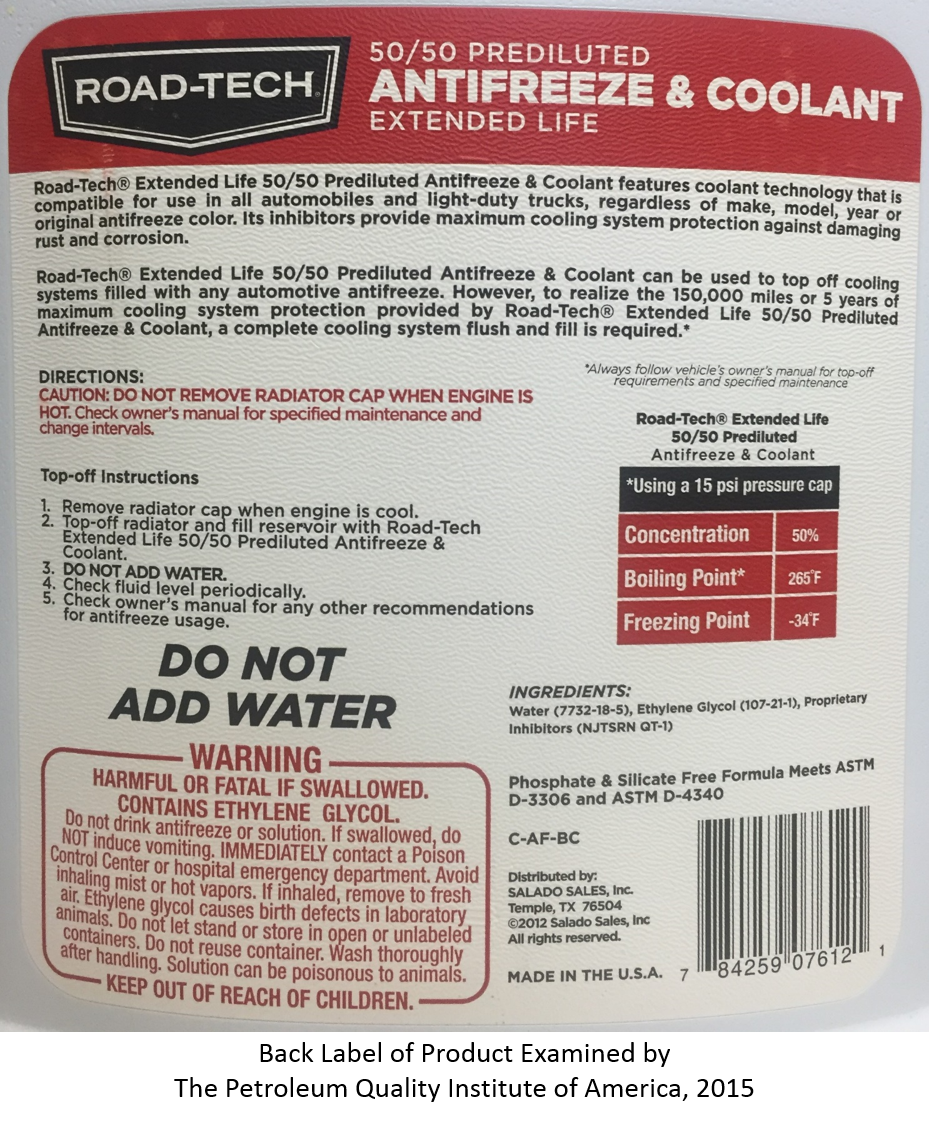 ROAD-TECH®
50/50 PREDILUTED
ANTIFREEZE & COOLANT
EXTENDED LIFE
Road-Tech® Extended Life 50/50 Prediluted Antifreeze & Coolant features coolant technology that is
compatible for use in all automobiles and light-duty trucks, regardless of make, model, year or
original antifreeze color. Its inhibitors provide maximum cooling system protection against damaging
rust and corrosion.
Road-Tech® Extended Life 50/50 Prediluted Antifreeze & Coolant can be used to top off cooling
systems filled with any automotive antifreeze. However, to realize the 150,000 miles or 5 years of
maximum cooling system protection provided by Road-Tech® Extended Life 50/50 Prediluted
Antifreeze & Coolant, a complete cooling system flush and fill is required.*
*Always follow vehicle's owner's manual for top-off
requirements and specified maintenance
DIRECTIONS:
CAUTION: DO NOT REMOVE RADIATOR CAP WHEN ENGINE IS
HOT. Check owner's manual for specified maintenance and
change intervals.
Top-off Instructions
1. Remove radiator cap when engine is cool.
2. Top-off radiator and fill reservoir with Road-Tech
Extended Life 50/50 Prediluted Antifreeze &
Coolant.
3. DO NOT ADD WATER.
4. Check fluid level periodically.
5. Check owner's manual for any other recommendations
for antifreeze usage.
Road-Tech® Extended Life
50/50 Prediluted
Antifreeze & Coolant
*Using a 15 psi pressure cap
Concentration 50%
Boiling Point* 265°F
Freezing Point -34°F
DO NOT
ADD WATER
WARNING
HARMFUL OR FATAL IF SWALLOWED.
CONTAINS ETHYLENE GLYCOL.
Do not drink antifreeze or solution. If swallowed, do
NOT induce vomiting. IMMEDIATELY contact a Poison
Control Center or hospital emergency department. Avoid
inhaling mist or hot vapors. If inhaled, remove to fresh
air. Ethylene glycol causes birth defects in laboratory
animals. Do not let stand or store in open or unlabeled
containers. Do not reuse container. Wash thoroughly
after handling. Solution can be poisonous to animals.
KEEP OUT OF REACH OF CHILDREN.
INGREDIENTS:
Water (7732-18-5), Ethylene Glycol (107-21-1), Proprietary
Inhibitors (NJTSRN QT-1)
Phosphate & Silicate Free Formula Meets ASTM
D-3306 and ASTM D-4340
C-AF-BC
Distributed by:
SALADO SALES, Inc.
Temple, TX 76504
©2012 Salado Sales, Inc
All rights reserved.
MADE IN THE U.S.A.
7 84259 07612 1
Back Label of Product Examined by
The Petroleum Quality Institute of America, 2015